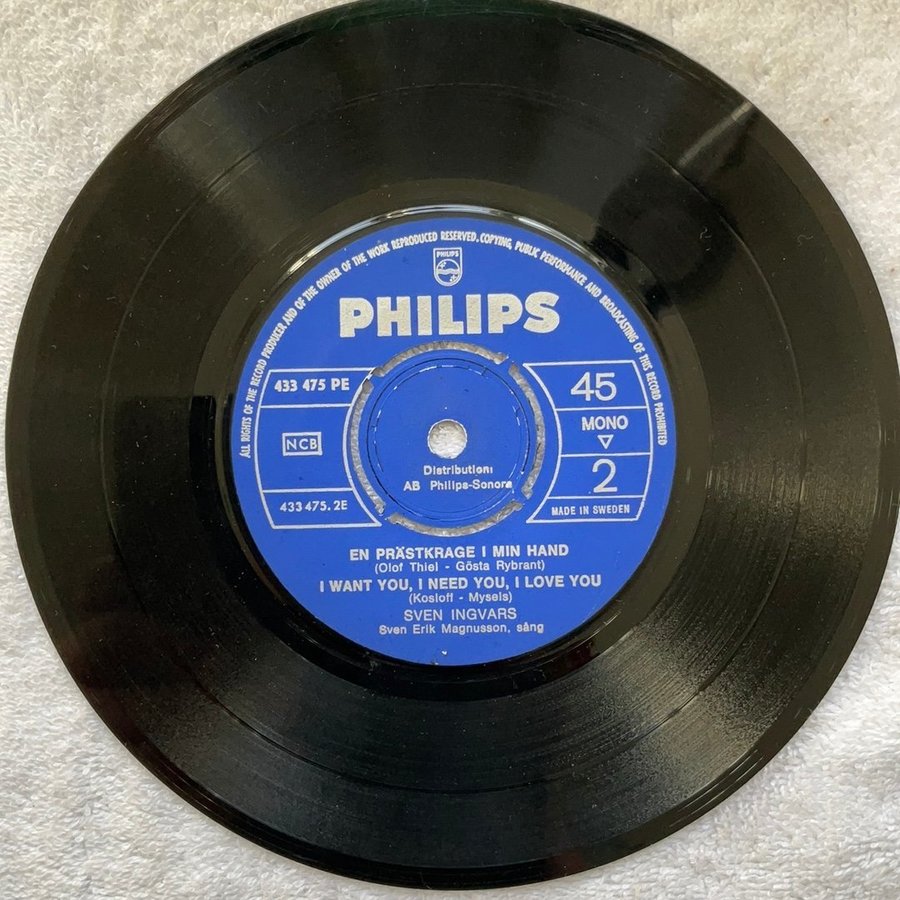 ALL RIGHTS OF THE RECORD PRODUCER AND OF THE OWNER OF THE WORK REPRODUCED RESERVED. COPYING, PUBLIC PERFORMANCE AND BROADCASTING OF THIS RECORD PROHIBITED
PHILIPS
PHILIPS
433 475 PE
45
NCB
MONO
433 475.2E
2
MADE IN SWEDEN
Distribution:
AB Philips-Sonora
EN PRÄSTKRAGE I MIN HAND
(Olof Thiel - Gösta Rybrant)
I WANT YOU, I NEED YOU, I LOVE YOU
(Kosloff - Mysels)
SVEN INGVARS
Sven Erik Magnusson, sång